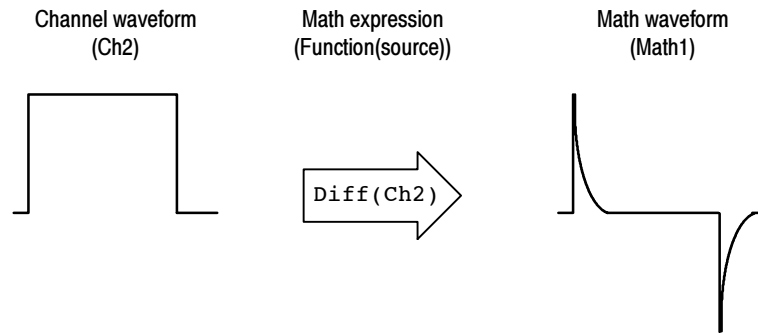 Channel waveform
(Ch2)
Math expression
(Function(source))
Math waveform
(Math1)
Diff(Ch2)